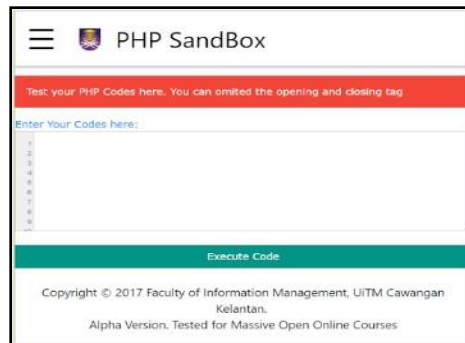 PHP SandBox
Test your PHP Codes here. You can omited the opening and closing tag
Enter Your Codes here:
1
2
3
4
5
6
7
8
9
Execute Code
Copyright © 2017 Faculty of Information Management, UiTM Cawangan
Kelantan.
Alpha Version. Tested for Massive Open Online Courses